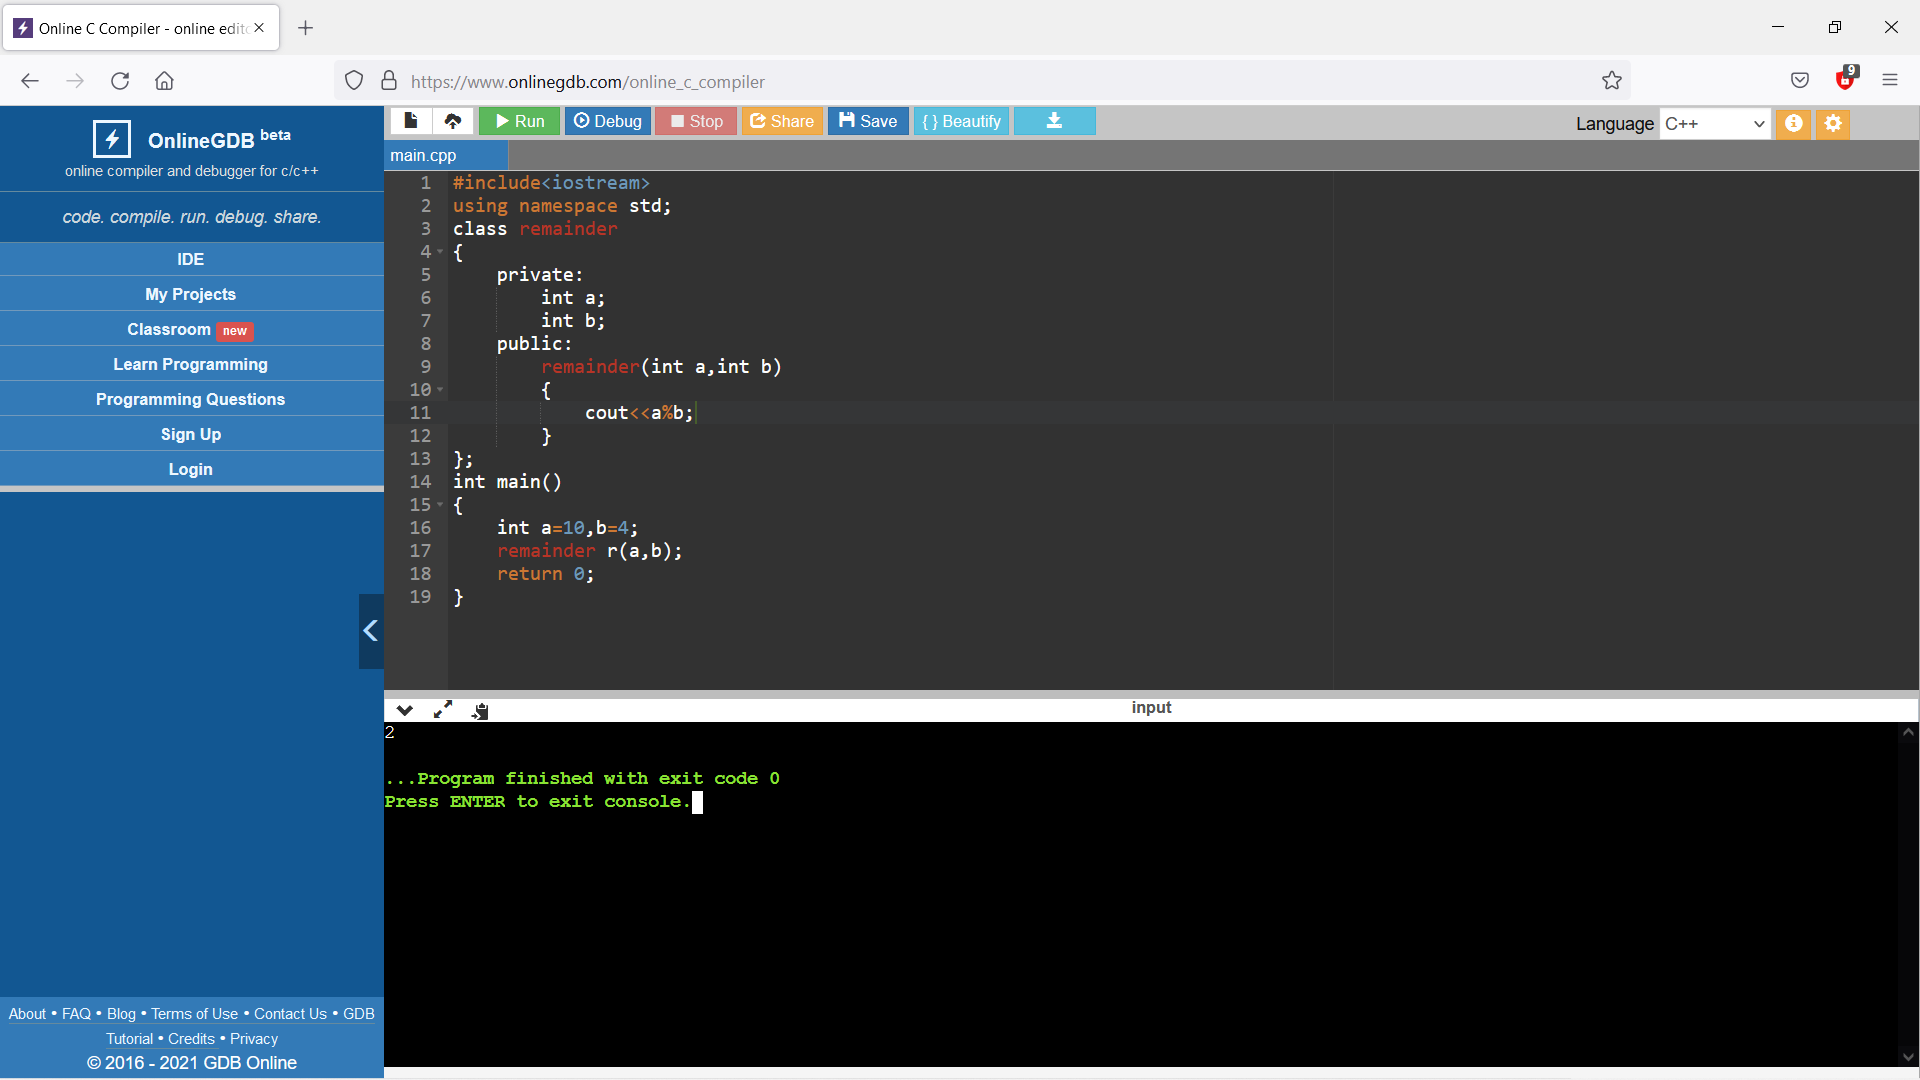 Online C Compiler - online edito
https://www.onlinegdb.com/online_c_compiler
9
OnlineGDB beta
online compiler and debugger for c/c++
code. compile. run. debug. share.
IDE
My Projects
Classroom new
Learn Programming
Programming Questions
Sign Up
Login
About • FAQ • Blog • Terms of Use • Contact Us • GDB
Tutorial • Credits • Privacy
© 2016 - 2021 GDB Online
Run Debug Stop Share Save { } Beautify
Language C++
main.cpp
1 #include<iostream>
2 using namespace std;
3 class remainder
4 {
5     private:
6         int a;
7         int b;
8     public:
9         remainder(int a,int b)
10         {
11             cout<<a%b;
12         }
13 };
14 int main()
15 {
16     int a=10,b=4;
17     remainder r(a,b);
18     return 0;
19 }
input
2
...Program finished with exit code 0
Press ENTER to exit console.